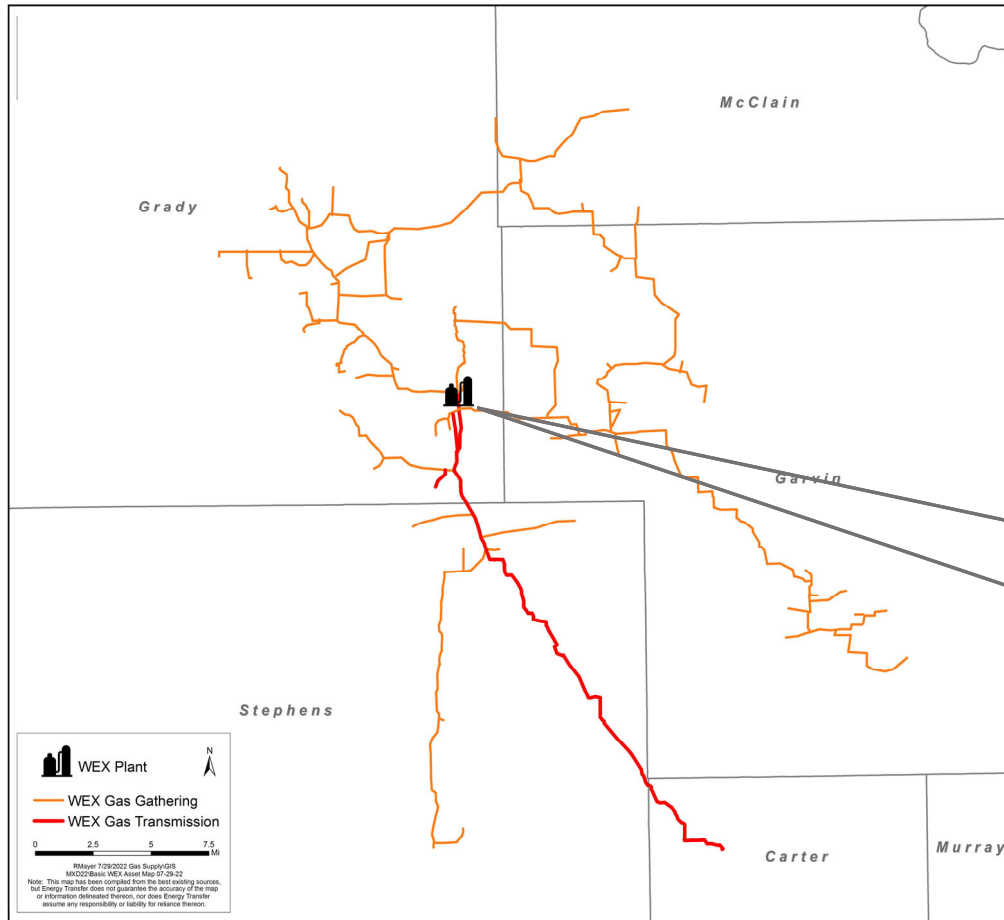 McClain
Grady
Garvin
Stephens
WEX Plant
N
WEX Gas Gathering
WEX Gas Transmission
0 2.5 5 7.5
Mi
RMayer 7/29/2022 Gas Supply\GIS
MXD22\Basic WEX Asset Map 07-29-22
Note: This map has been compiled from the best existing sources,
but Energy Transfer does not guarantee the accuracy of the map
or information delineated thereon, nor does Energy Transfer
assume any responsibility or liability for reliance thereon.
Carter
Murray